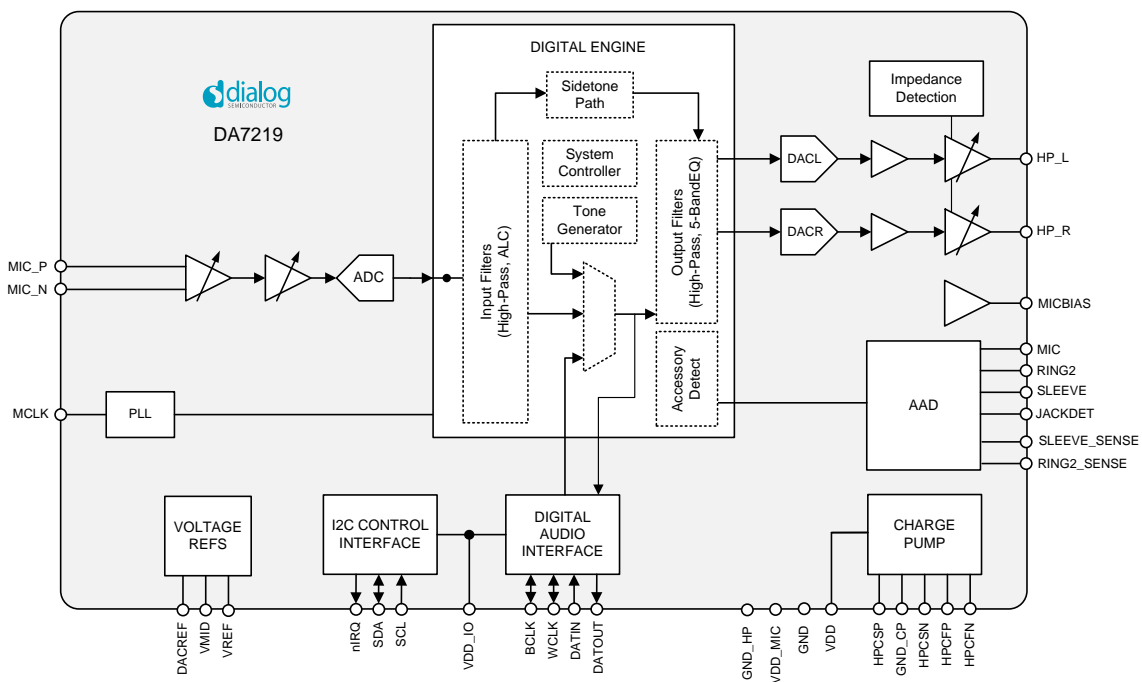 DIGITAL ENGINE
dialog
SEMICONDUCTOR
DA7219
Sidetone
Path
System
Controller
Tone
Generator
Input Filters
(High-Pass, ALC)
Output Filters
(High-Pass, 5-BandEQ)
Accessory
Detect
Impedance
Detection
DACL
DACR
HP_L
HP_R
MIC_P
MIC_N
ADC
MICBIAS
MCLK
PLL
AAD
MIC
RING2
SLEEVE
JACKDET
SLEEVE_SENSE
RING2_SENSE
VOLTAGE
REFS
I2C CONTROL
INTERFACE
DIGITAL
AUDIO
INTERFACE
CHARGE
PUMP
DACREF
VMID
VREF
nIRQ
SDA
SCL
VDD_IO
BCLK
WCLK
DATIN
DATOUT
GND_HP
VDD_MIC
GND
VDD
HPCSP
GND_CP
HPCSN
HPCFP
HPCFN